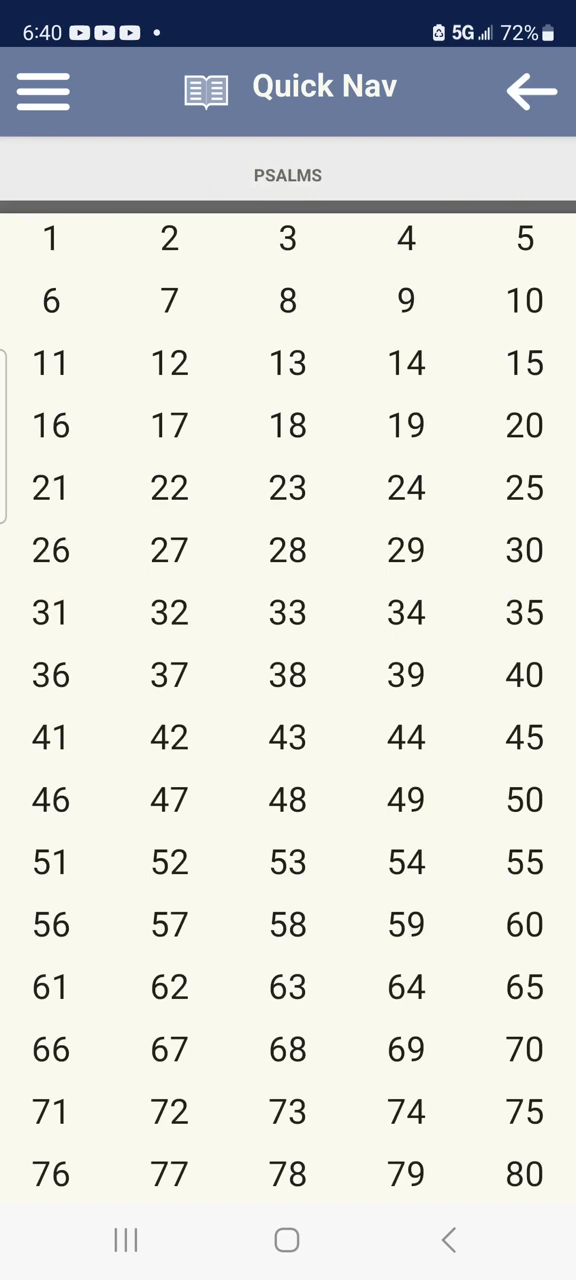 6:40 5G 72%
Quick Nav
PSALMS
1 2 3 4 5
6 7 8 9 10
11 12 13 14 15
16 17 18 19 20
21 22 23 24 25
26 27 28 29 30
31 32 33 34 35
36 37 38 39 40
41 42 43 44 45
46 47 48 49 50
51 52 53 54 55
56 57 58 59 60
61 62 63 64 65
66 67 68 69 70
71 72 73 74 75
76 77 78 79 80